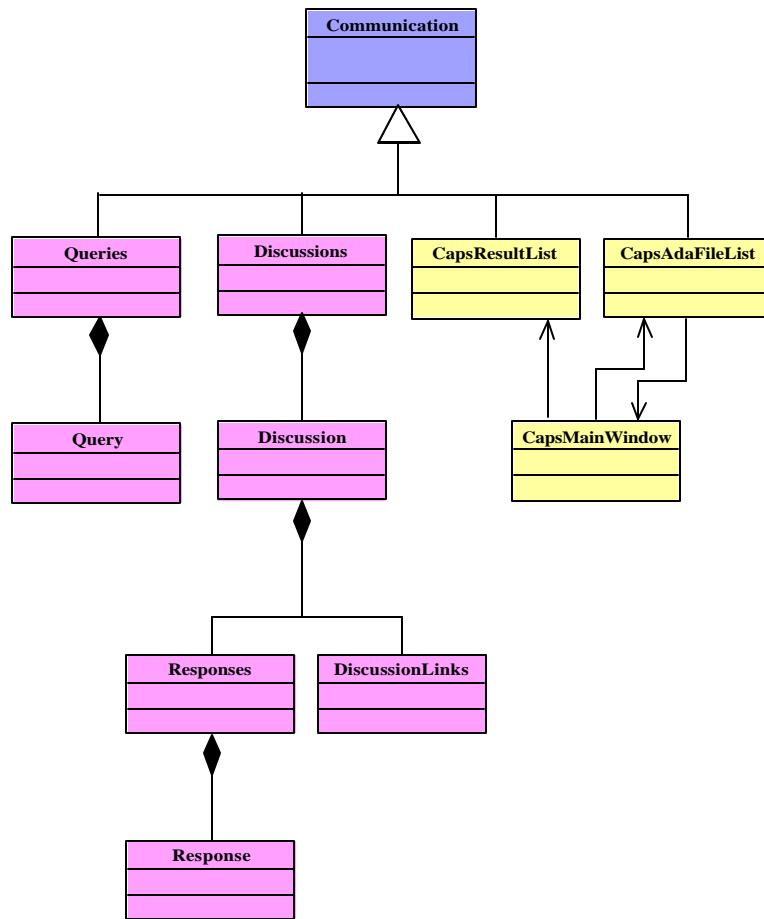 Communication
Queries
Discussions
CapsResultList
CapsAdaFileList
Query
Discussion
CapsMainWindow
Responses
DiscussionLinks
Response